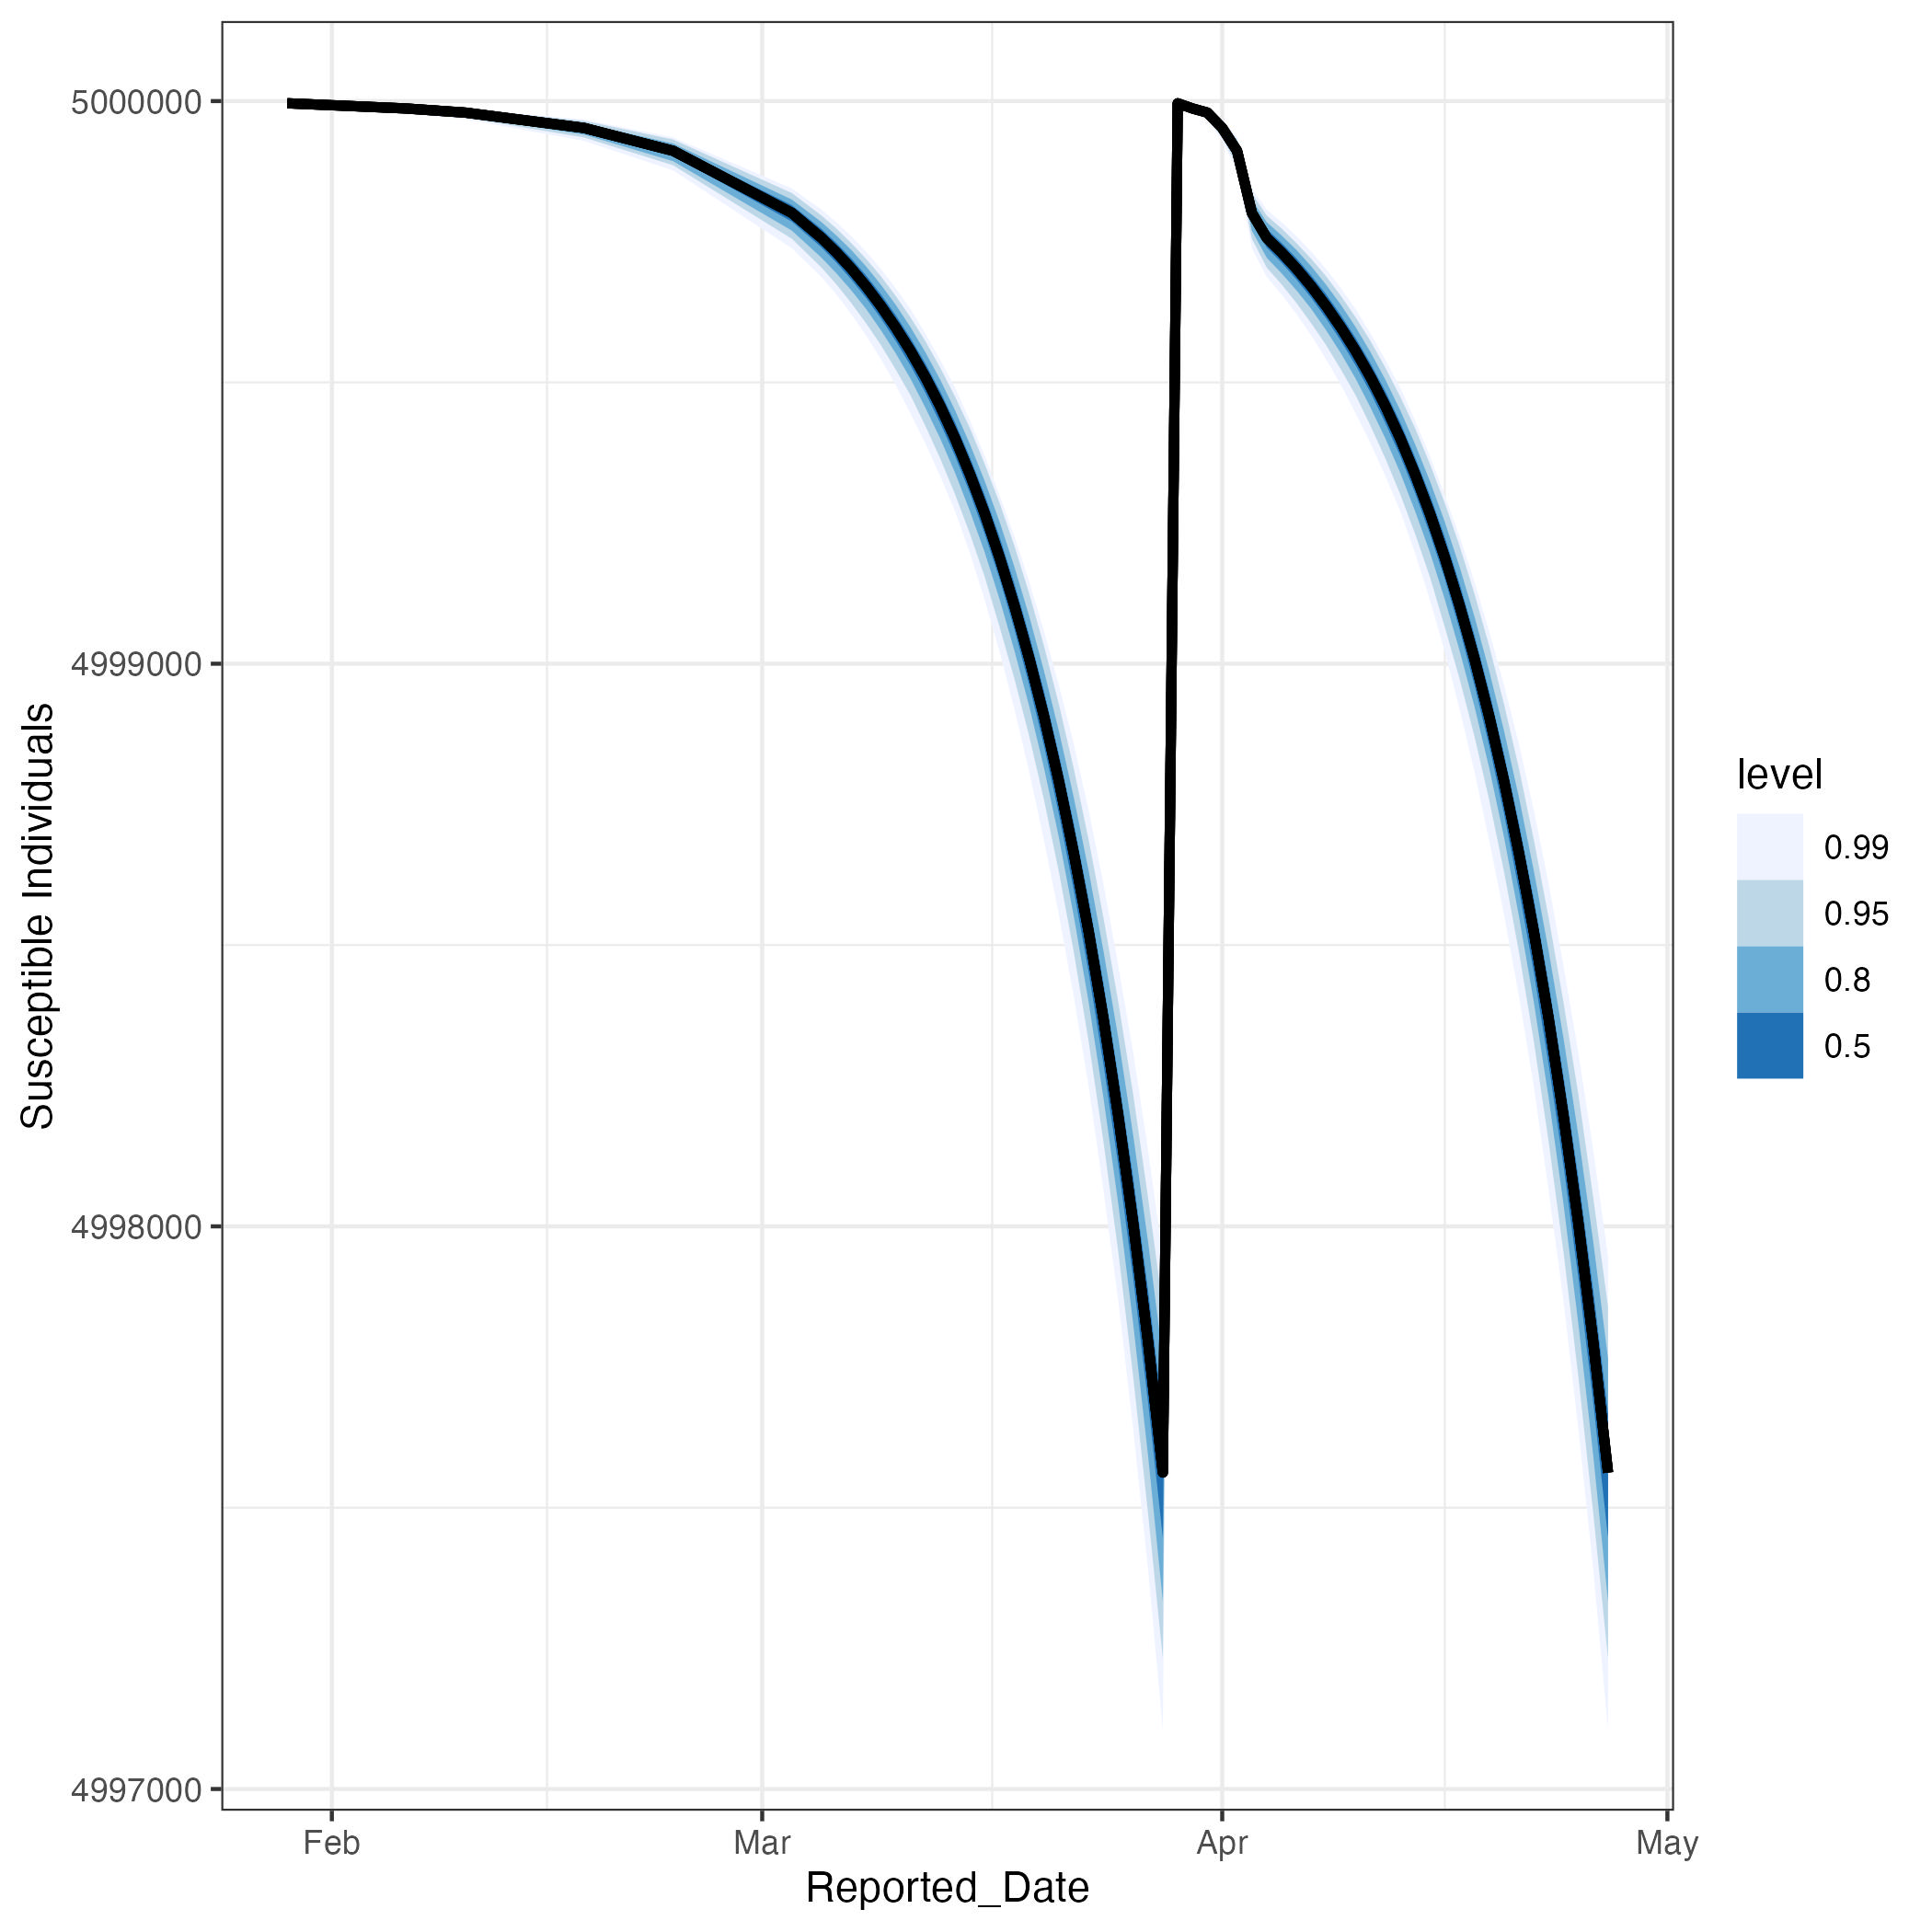 5000000
4999000
4998000
4997000
Susceptible Individuals
Feb
Mar
Apr
May
Reported_Date
level
0.99
0.95
0.8
0.5